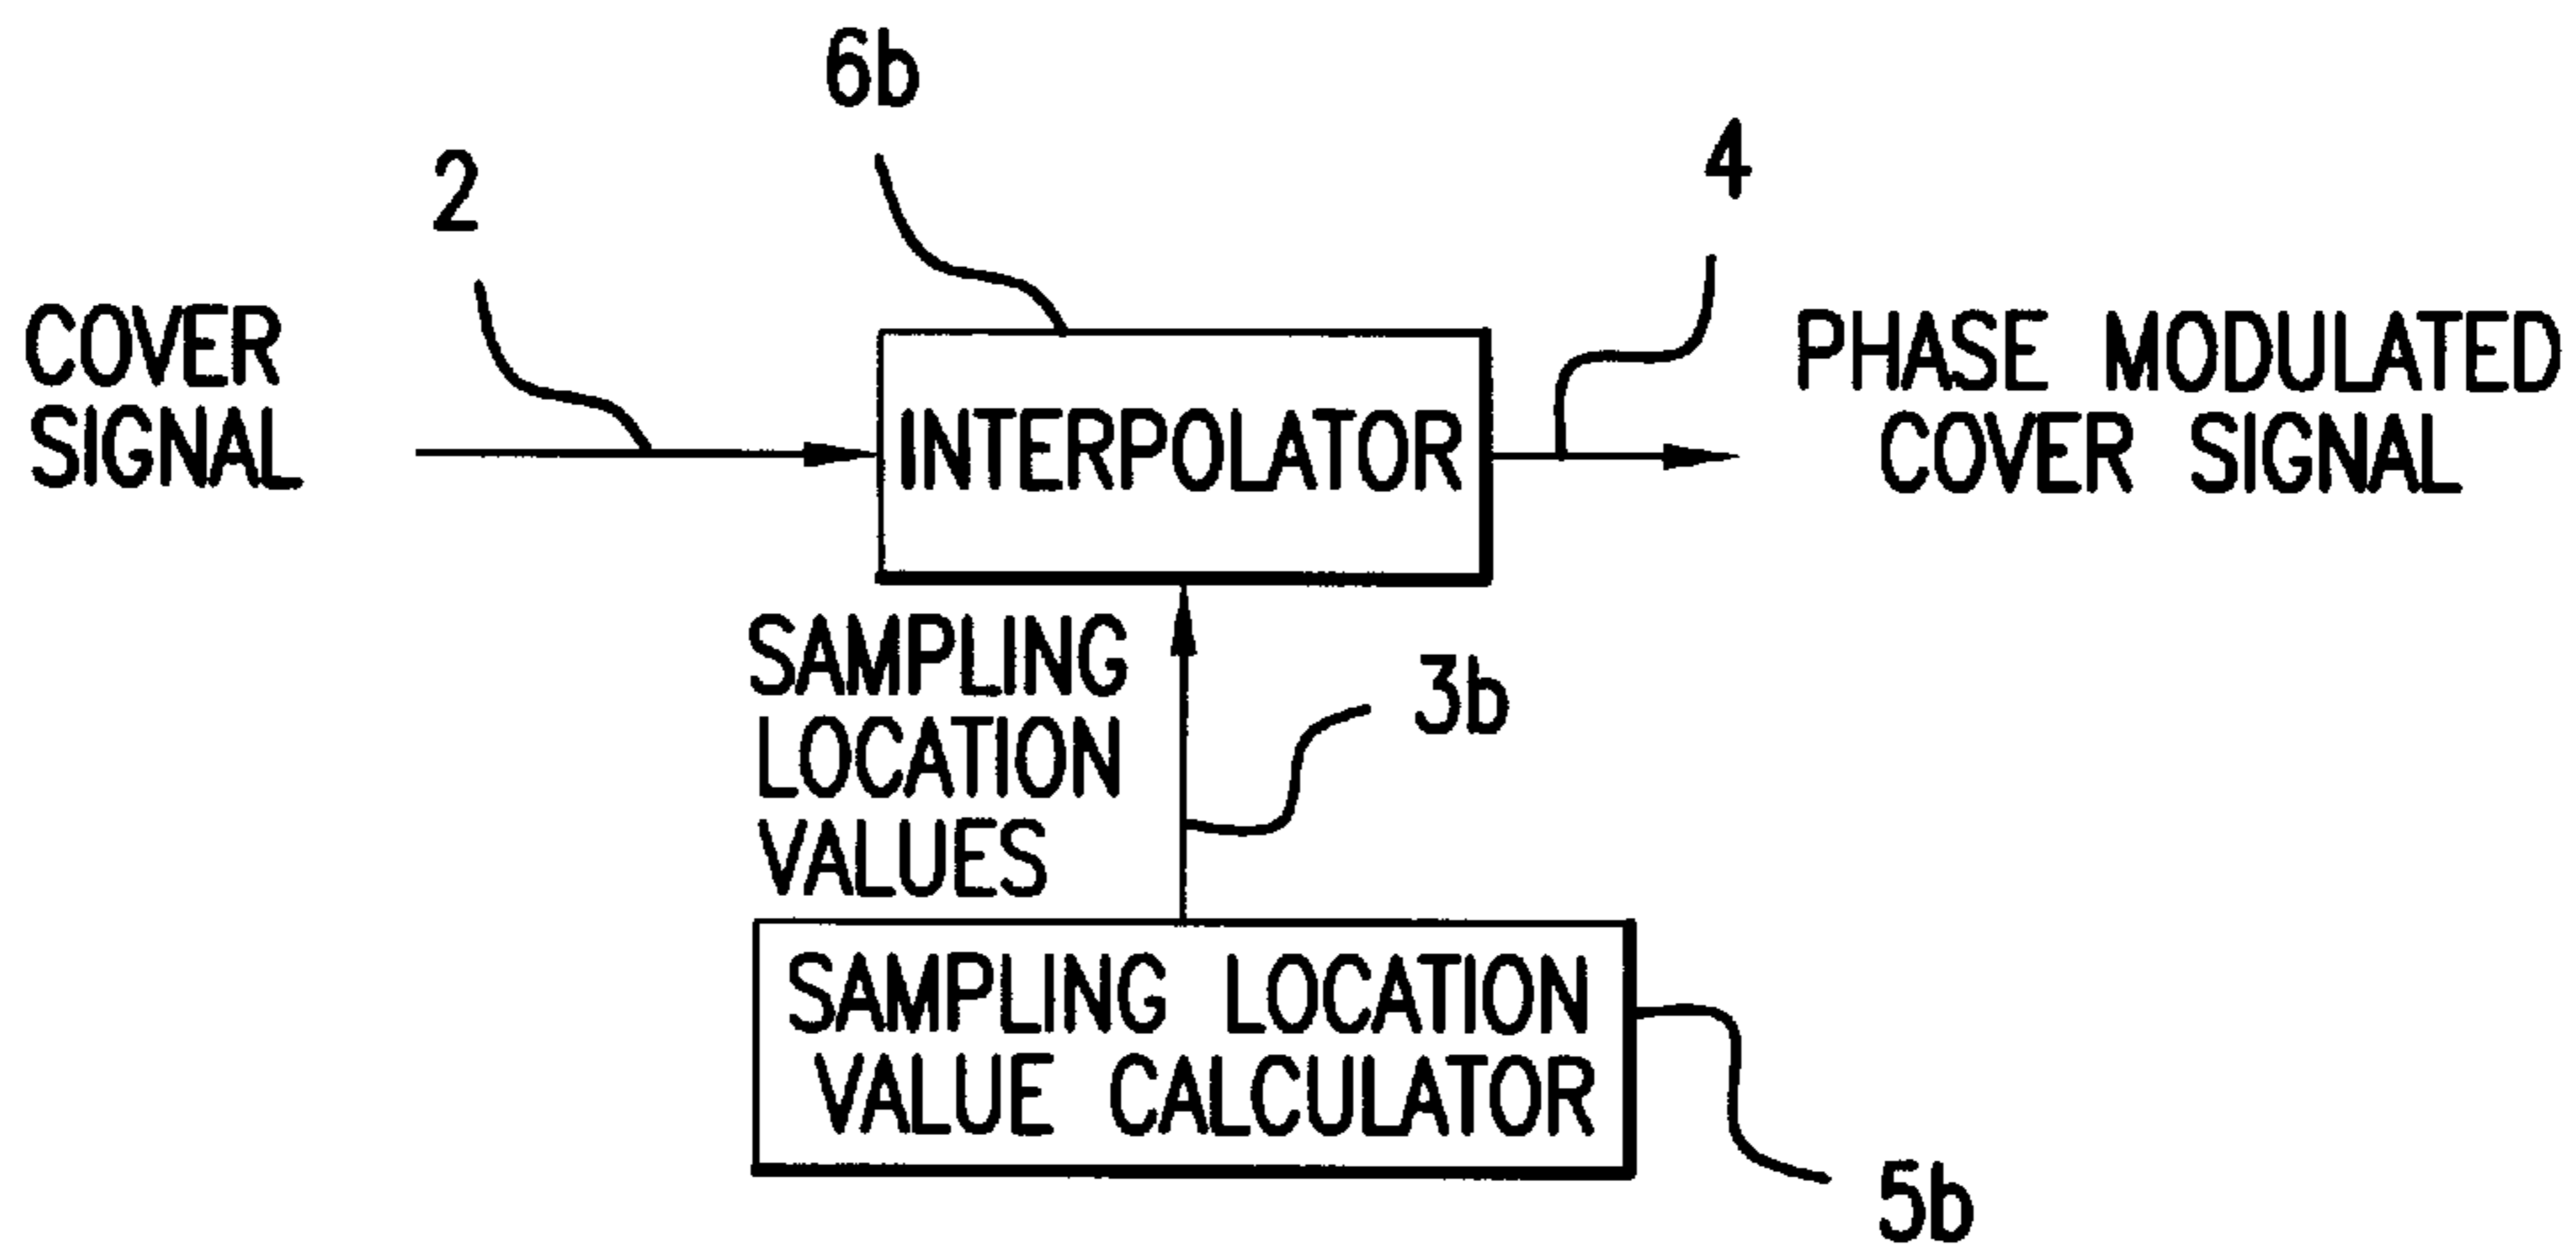 6b
2
4
COVER
SIGNAL
INTERPOLATOR
PHASE MODULATED
COVER SIGNAL
SAMPLING
LOCATION
VALUES
3b
SAMPLING LOCATION
VALUE CALCULATOR
5b